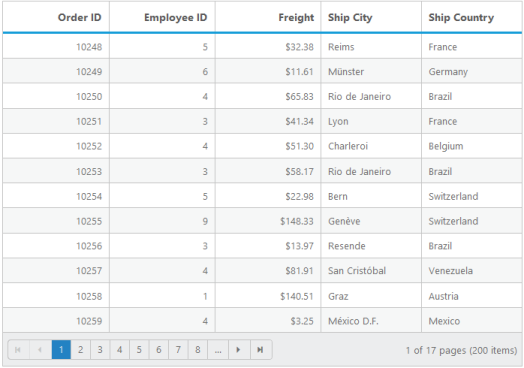 Order ID Employee ID Freight Ship City Ship Country
10248 5 $32.38 Reims France
10249 6 $11.61 Münster Germany
10250 4 $65.83 Rio de Janeiro Brazil
10251 3 $41.34 Lyon France
10252 4 $51.30 Charleroi Belgium
10253 3 $58.17 Rio de Janeiro Brazil
10254 5 $22.98 Bern Switzerland
10255 9 $148.33 Genève Switzerland
10256 3 $13.97 Resende Brazil
10257 4 $81.91 San Cristóbal Venezuela
10258 1 $140.51 Graz Austria
10259 4 $3.25 México D.F. Mexico
1 2 3 4 5 6 7 8 ... 1 of 17 pages (200 items)